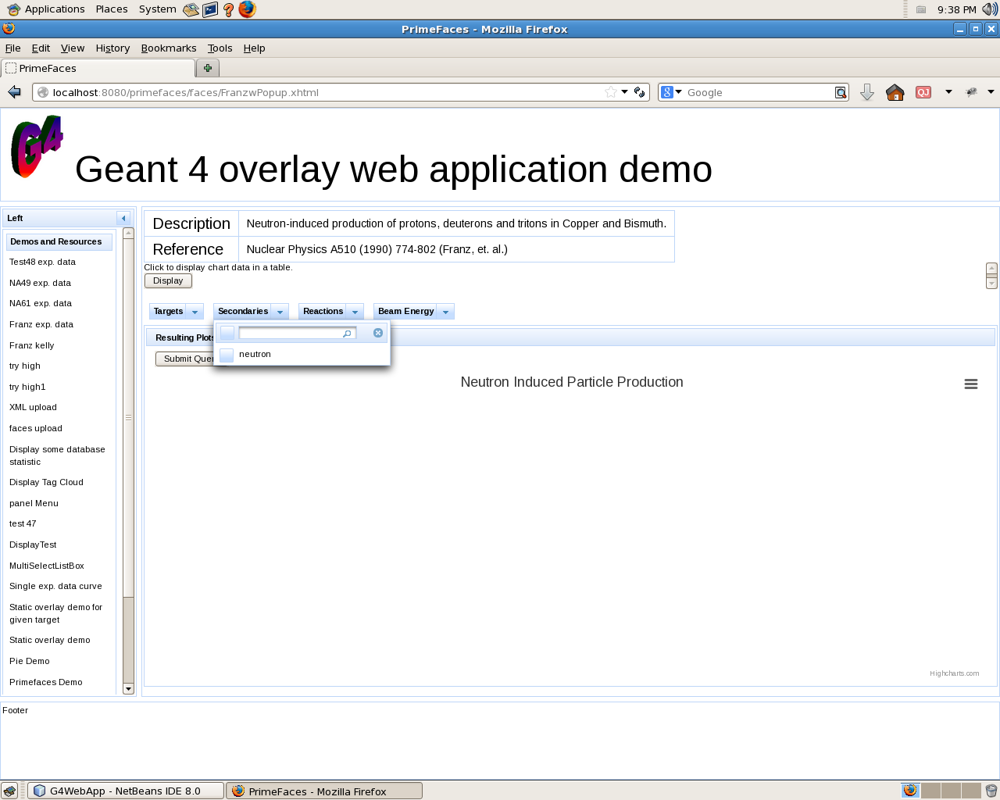 Applications Places System 9:38 PM
PrimeFaces - Mozilla Firefox
File Edit View History Bookmarks Tools Help
PrimeFaces
localhost:8080/primefaces/faces/FranzwPopup.xhtml
8 Google QJ
G4
Geant 4 overlay web application demo
Left
Demos and Resources
Test48 exp. data
NA49 exp. data
NA61 exp. data
Franz exp. data
Franz kelly
try high
try high1
XML upload
faces upload
Display some database
statistic
Display Tag Cloud
panel Menu
test 47
DisplayTest
MultiSelectListBox
Single exp. data curve
Static overlay demo for
given target
Static overlay demo
Pie Demo
Primefaces Demo
Description Neutron-induced production of protons, deuterons and tritons in Copper and Bismuth.
Reference Nuclear Physics A510 (1990) 774-802 (Franz, et. al.)
Click to display chart data in a table.
Display
Targets Secondaries Reactions Beam Energy
Resulting Plots
neutron
Submit Quer
Neutron Induced Particle Production
Highcharts.com
Footer
G4WebApp - NetBeans IDE 8.0 PrimeFaces - Mozilla Firefox